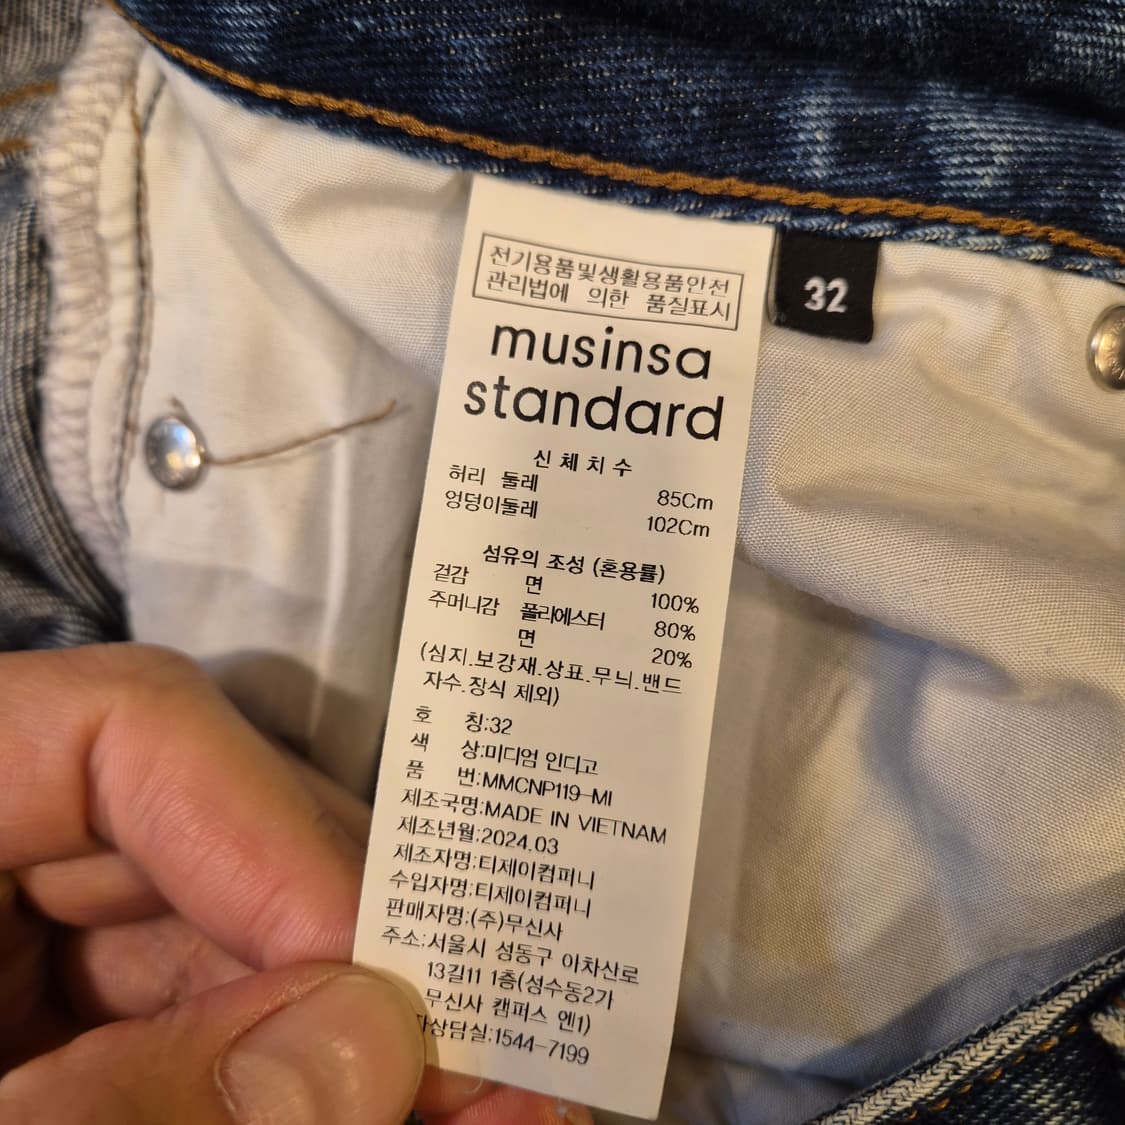 전기용품및생활용품안전
관리법에 의한 품질표시
32
musinsa
standard
신체치수
허리 둘레 85Cm
엉덩이둘레 102Cm
섬유의 조성 (혼용률)
겉감 면 100%
주머니감 폴리에스터 80%
면 20%
(심지.보강재.상표.무늬.밴드
자수.장식 제외)
호 칭:32
색 상:미디엄 인디고
품 번:MMCNP119-MI
제조국명:MADE IN VIETNAM
제조년월:2024.03
제조자명:티제이컴퍼니
수입자명:티제이컴퍼니
판매자명:(주)무신사
주소:서울시 성동구 아차산로
13길11 1층(성수동2가
무신사 캠퍼스 엔1)
상담실:1544-7199